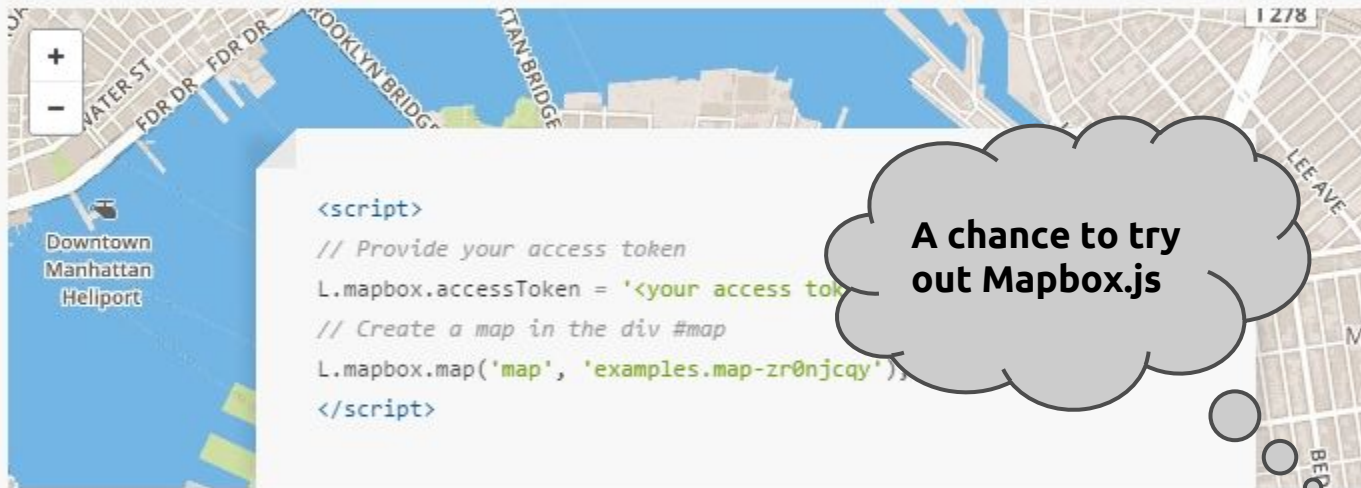 I 278
+
−
WATER ST
FDR DR
FDR DR
FDR DR
BROOKLYN BRIDGE
BRIDGE
LEE AVE
Downtown
Manhattan
Heliport
<script>
// Provide your access token
L.mapbox.accessToken = '<your access tok
// Create a map in the div #map
L.mapbox.map('map', 'examples.map-zr0njcqy')
</script>
A chance to try
out Mapbox.js